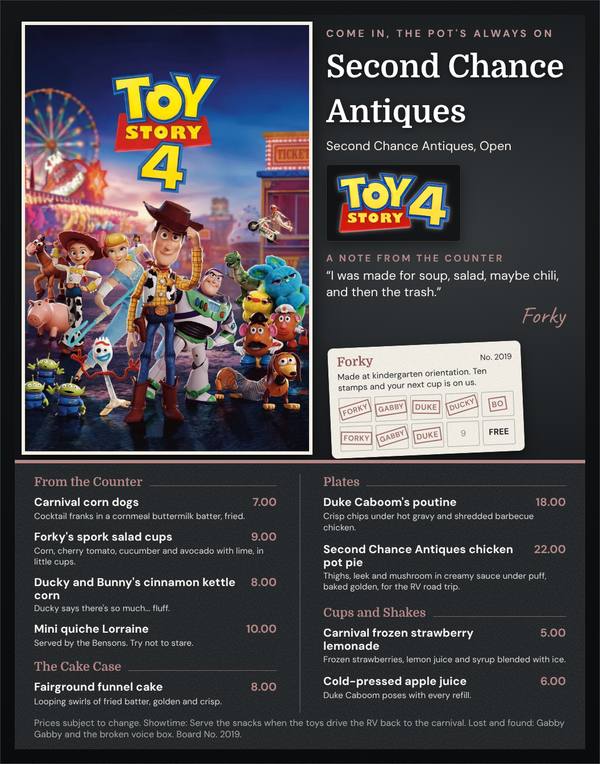 TOY
STORY
4
TICKET
COME IN, THE POT'S ALWAYS ON
Second Chance
Antiques
Second Chance Antiques, Open
TOY 4
STORY
A NOTE FROM THE COUNTER
“I was made for soup, salad, maybe chili,
and then the trash.”
Forky
Forky No. 2019
Made at kindergarten orientation. Ten
stamps and your next cup is on us.
FORKY GABBY DUKE DUCKY BO
FORKY GABBY DUKE 9 FREE
From the Counter
Carnival corn dogs 7.00
Cocktail franks in a cornmeal buttermilk batter, fried.
Forky's spork salad cups 9.00
Corn, cherry tomato, cucumber and avocado with lime, in
little cups.
Ducky and Bunny's cinnamon kettle 8.00
corn
Ducky says there's so much... fluff.
Mini quiche Lorraine 10.00
Served by the Bensons. Try not to stare.
The Cake Case
Fairground funnel cake 8.00
Looping swirls of fried batter, golden and crisp.
Plates
Duke Caboom's poutine 18.00
Crisp chips under hot gravy and shredded barbecue
chicken.
Second Chance Antiques chicken 22.00
pot pie
Thighs, leek and mushroom in creamy sauce under puff,
baked golden, for the RV road trip.
Cups and Shakes
Carnival frozen strawberry 5.00
lemonade
Frozen strawberries, lemon juice and syrup blended with ice.
Cold-pressed apple juice 6.00
Duke Caboom poses with every refill.
Prices subject to change. Showtime: Serve the snacks when the toys drive the RV back to the carnival. Lost and found: Gabby
Gabby and the broken voice box. Board No. 2019.